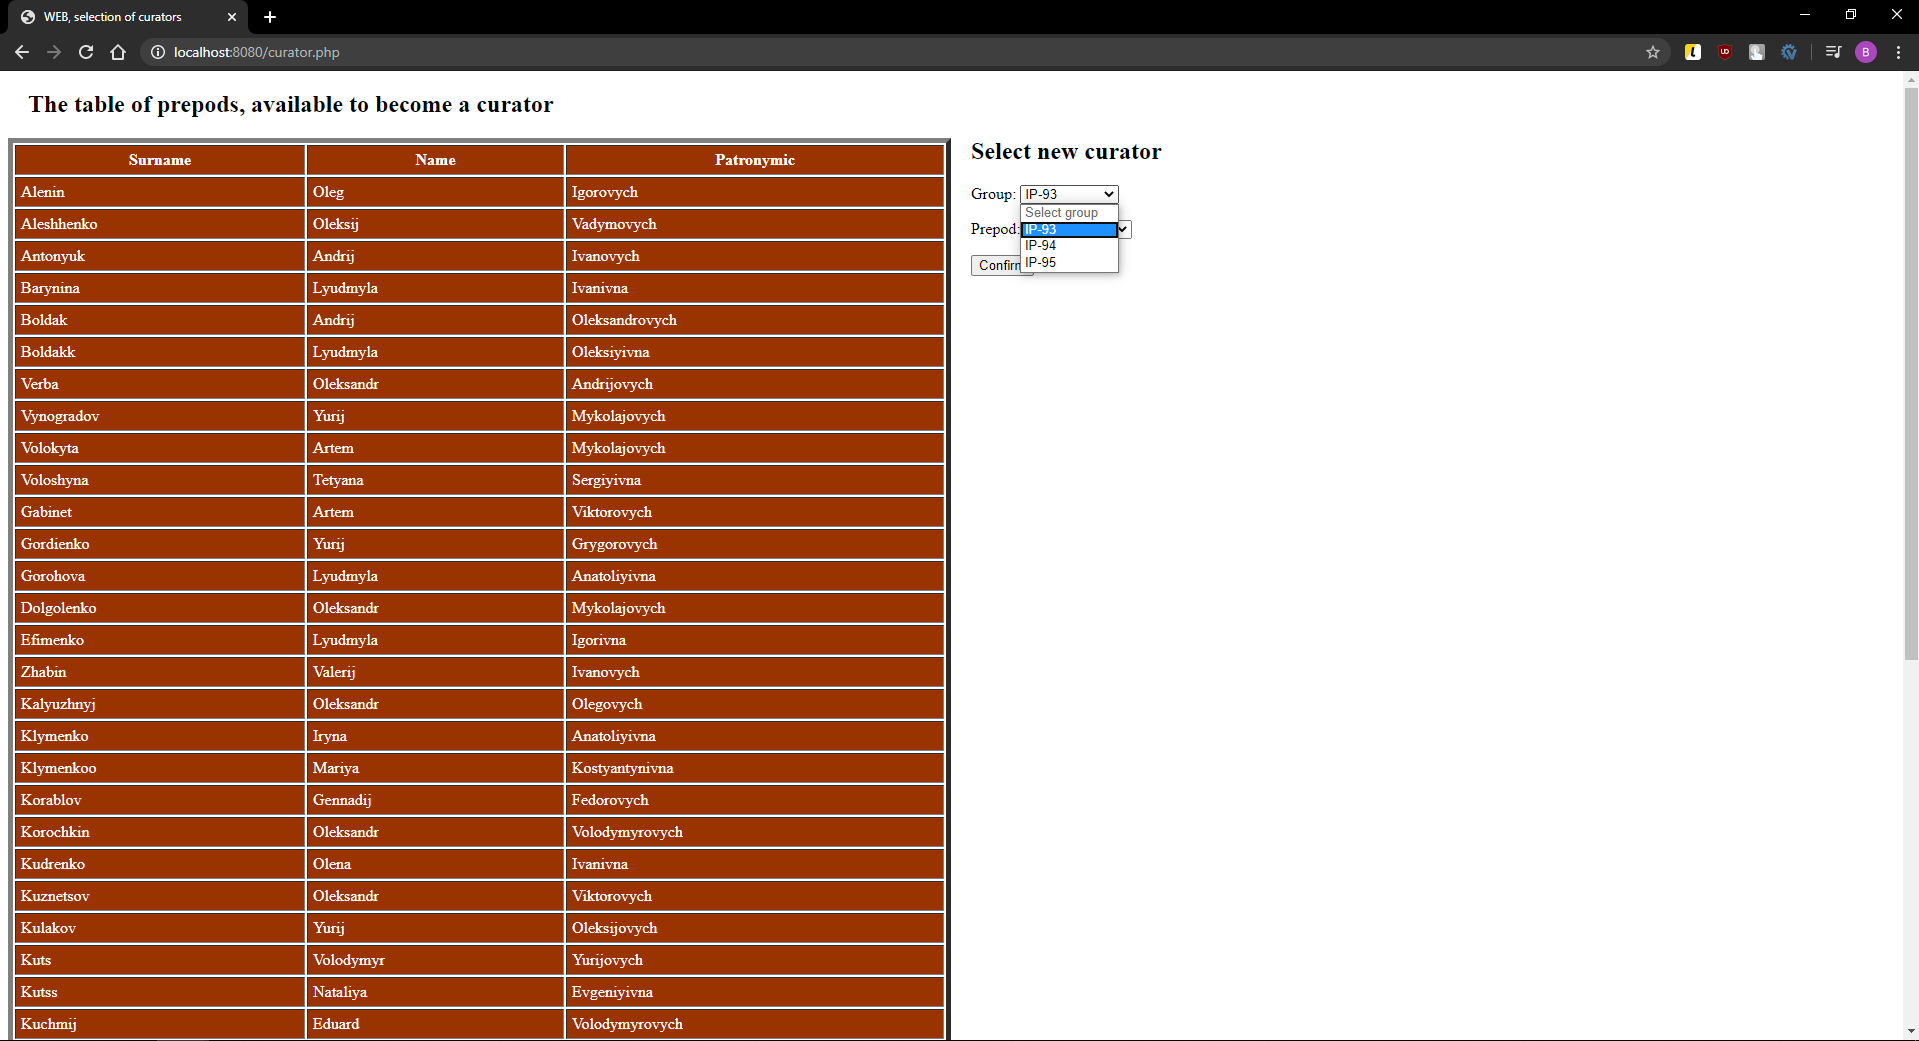 WEB, selection of curators
localhost:8080/curator.php
B
The table of prepods, available to become a curator
Surname Name Patronymic
Alenin Oleg Igorovych
Aleshhenko Oleksij Vadymovych
Antonyuk Andrij Ivanovych
Barynina Lyudmyla Ivanivna
Boldak Andrij Oleksandrovych
Boldakk Lyudmyla Oleksiyivna
Verba Oleksandr Andrijovych
Vynogradov Yurij Mykolajovych
Volokyta Artem Mykolajovych
Voloshyna Tetyana Sergiyivna
Gabinet Artem Viktorovych
Gordienko Yurij Grygorovych
Gorohova Lyudmyla Anatoliyivna
Dolgolenko Oleksandr Mykolajovych
Efimenko Lyudmyla Igorivna
Zhabin Valerij Ivanovych
Kalyuzhnyj Oleksandr Olegovych
Klymenko Iryna Anatoliyivna
Klymenkoo Mariya Kostyantynivna
Korablov Gennadij Fedorovych
Korochkin Oleksandr Volodymyrovych
Kudrenko Olena Ivanivna
Kuznetsov Oleksandr Viktorovych
Kulakov Yurij Oleksijovych
Kuts Volodymyr Yurijovych
Kutss Nataliya Evgeniyivna
Kuchmij Eduard Volodymyrovych
Select new curator
Group: IP-93
Select group
IP-93
IP-94
IP-95
Prepod:
Confirm